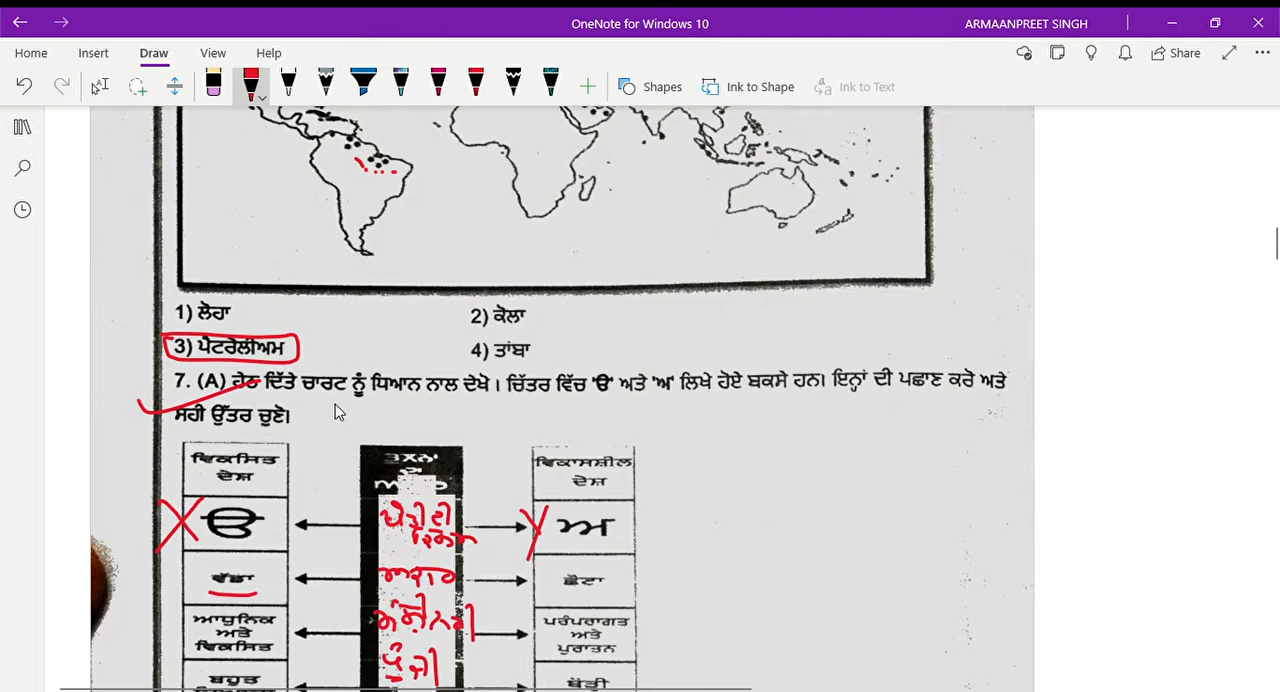 OneNote for Windows 10
ARMAANPREET SINGH
Home Insert Draw View Help
Share
Shapes Ink to Shape Ink to Text
1) ਲੋਹਾ 2) ਕੋਲਾ
3) ਪੈਟਰੋਲੀਅਮ 4) ਤਾਂਬਾ
7. (A) ਹੇਠ ਦਿੱਤੇ ਚਾਰਟ ਨੂੰ ਧਿਆਨ ਨਾਲ ਦੇਖੋ। ਚਿੱਤਰ ਵਿੱਚ 'ੳ' ਅਤੇ 'ਅ' ਲਿਖੇ ਹੋਏ ਬਕਸੇ ਹਨ। ਇਨ੍ਹਾਂ ਦੀ ਪਛਾਣ ਕਰੋ ਅਤੇ
ਸਹੀ ਉੱਤਰ ਚੁਣੋ।
ਵਿਕਸਿਤ
ਦੇਸ਼
ਵਿਕਾਸਸ਼ੀਲ
ਦੇਸ਼
ੳ
ਖੇਤੀ ਦੀ
ਅ
ਵੱਡਾ
ਆਕਾਰ
ਛੋਟਾ
ਆਧੁਨਿਕ
ਅਤੇ
ਵਿਕਸਿਤ
ਮਸ਼ੀਨਰੀ
ਪਰੰਪਰਾਗਤ
ਅਤੇ
ਪੁਰਾਤਨ
ਬਹੁਤ
ਪੂੰਜੀ
ਥੋੜੀ